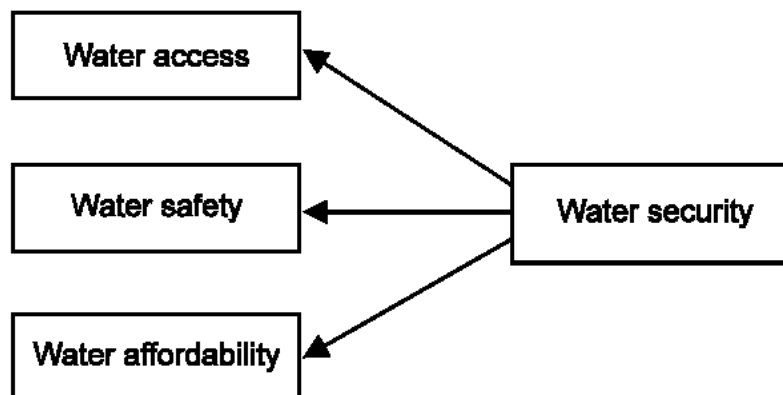 Water access
Water safety
Water security
Water affordability